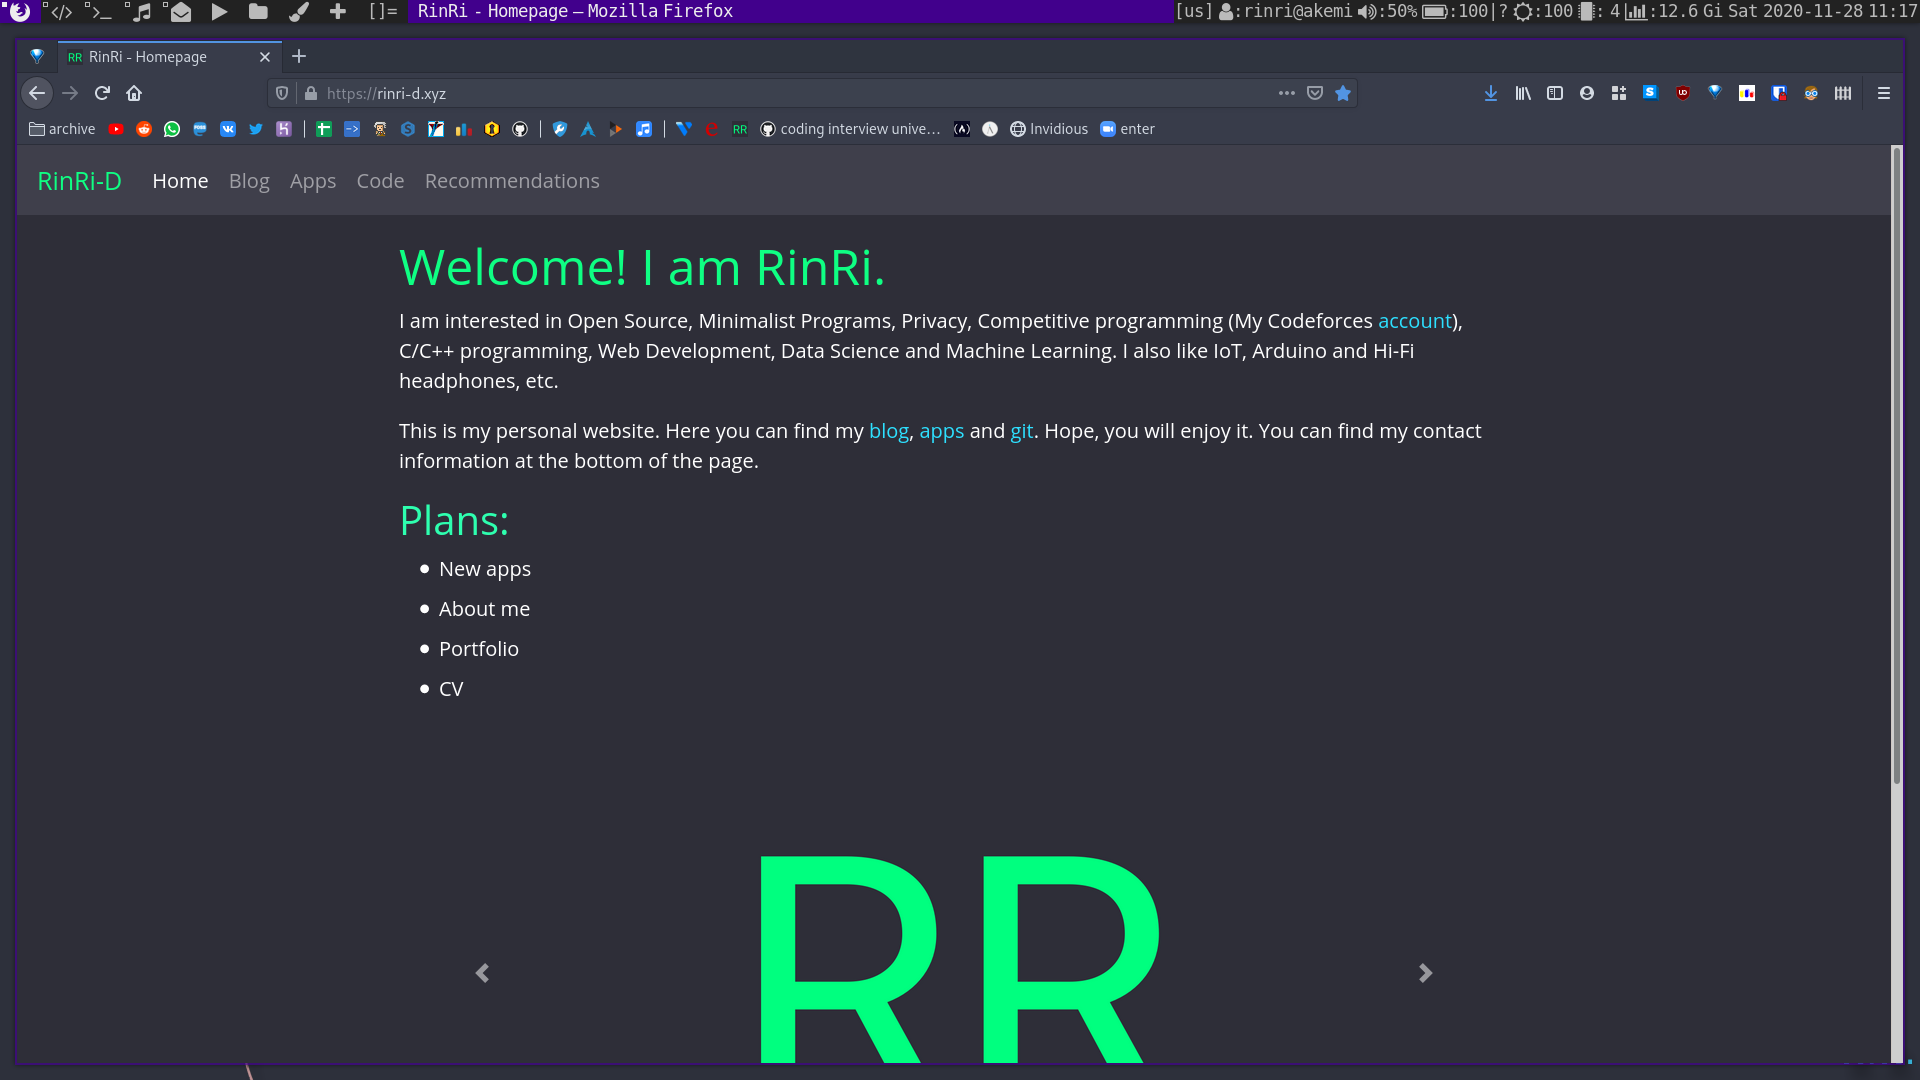 []= RinRi - Homepage — Mozilla Firefox [us] :rinri@akemi :50% :100|? :100 : 4 :12.6 Gi Sat 2020-11-28 11:17
RR RinRi - Homepage
https://rinri-d.xyz
archive RR coding interview unive... Invidious enter
RinRi-D Home Blog Apps Code Recommendations
Welcome! I am RinRi.
I am interested in Open Source, Minimalist Programs, Privacy, Competitive programming (My Codeforces account),
C/C++ programming, Web Development, Data Science and Machine Learning. I also like IoT, Arduino and Hi-Fi
headphones, etc.
This is my personal website. Here you can find my blog, apps and git. Hope, you will enjoy it. You can find my contact
information at the bottom of the page.
Plans:
New apps
About me
Portfolio
CV
RR